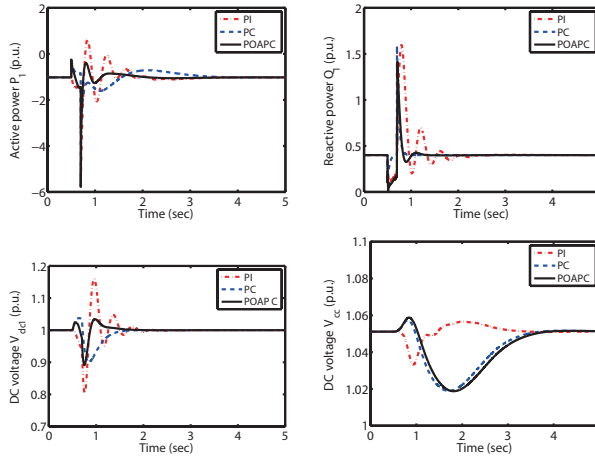 Active power P1 (p.u.)
2
0
−2
−4
−6
0 1 2 3 4 5
Time (sec)
PI
PC
POAPC
Reactive power Q1 (p.u.)
2
1.5
1
0.5
0
0 1 2 3 4 5
Time (sec)
PI
PC
POAPC
DC voltage Vdc1 (p.u.)
1.2
1.1
1
0.9
0.8
0.7
0 1 2 3 4 5
Time (sec)
PI
PC
POAP C
DC voltage Vcc (p.u.)
1.1
1.08
1.06
1.04
1.02
1
0 1 2 3 4
Time (sec)
PI
PC
POAPC